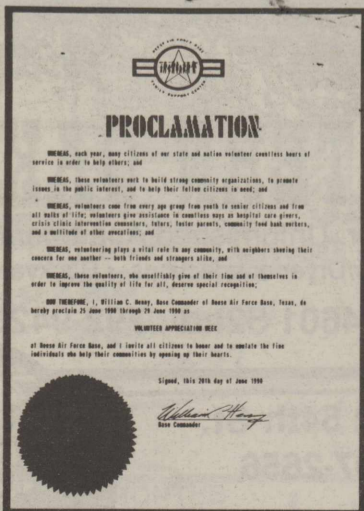 REESE AIR FORCE BASE
FAMILY SUPPORT CENTER
PROCLAMATION
WHEREAS, each year, many citizens of our state and nation volunteer countless hours of
service in order to help others; and
WHEREAS, these volunteers work to build strong community organizations, to promote
issues in the public interest, and to help their fellow citizens in need; and
WHEREAS, volunteers come from every age group from youth to senior citizens and from
all walks of life; volunteers give assistance in countless ways as hospital care givers,
crisis clinic intervention counselors, tutors, foster parents, community food bank workers,
and a multitude of other avocations; and
WHEREAS, volunteering plays a vital role in any community, with neighbors showing their
concern for one another -- both friends and strangers alike, and
WHEREAS, these volunteers, who unselfishly give of their time and of themselves in
order to improve the quality of life for all, deserve special recognition;
NOW THEREFORE, I, William C. Henny, Base Commander of Reese Air Force Base, Texas, do
hereby proclaim 25 June 1990 through 29 June 1990 as
VOLUNTEER APPRECIATION WEEK
of Reese Air Force Base, and I invite all citizens to honor and to emulate the fine
individuals who help their communities by opening up their hearts.
Signed, this 20th day of June 1990
Base Commander